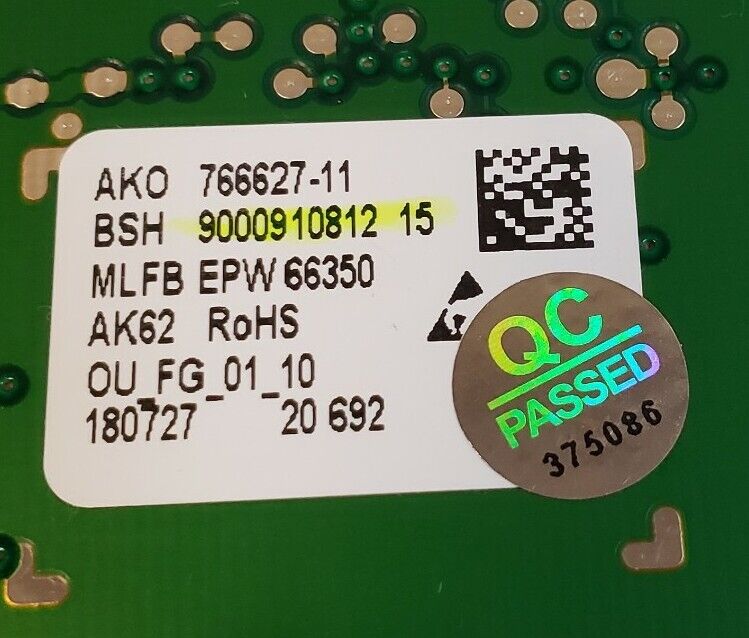 AKO 766627-11
BSH 9000910812 15
MLFB EPW 66350
AK62 RoHS
OU_FG_01_10
180727 20 692
QC
PASSED
375086